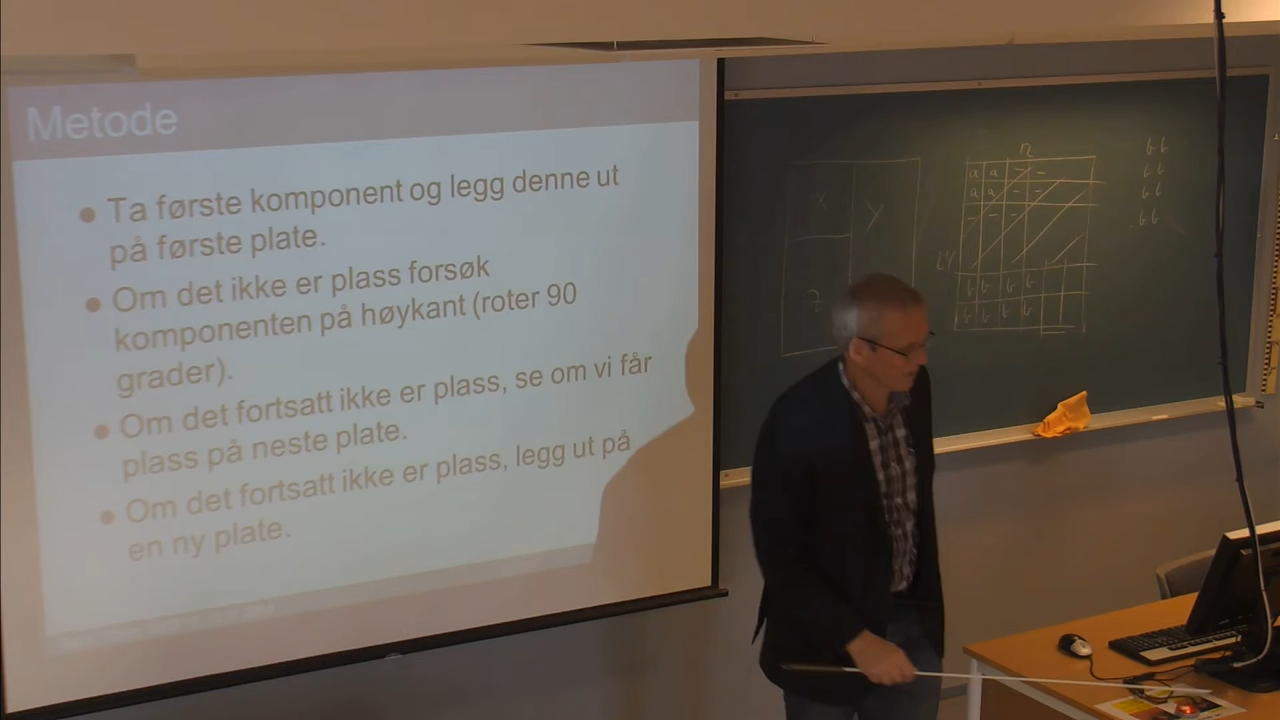 Metode
● Ta første komponent og legg denne ut
på første plate.
● Om det ikke er plass forsøk
komponenten på høykant (roter 90
grader).
● Om det fortsatt ikke er plass, se om vi får
plass på neste plate.
● Om det fortsatt ikke er plass, legg ut på
en ny plate.
x
y
z
n
a a - -
a a - -
- - -
b b b b
b b b b
b b
b b
b b
b b